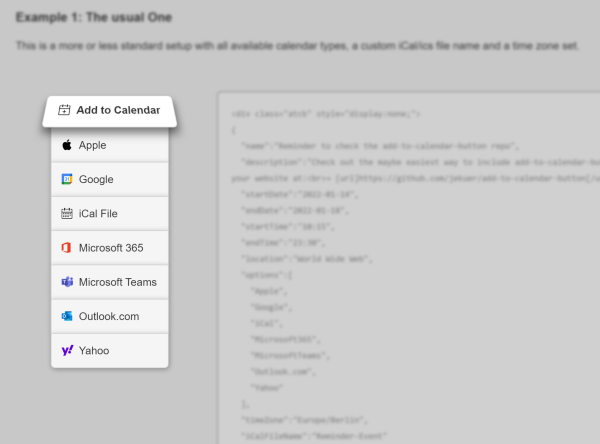 Example 1: The usual One
This is a more or less standard setup with all available calendar types, a custom iCal/ics file name and a time zone set.
Add to Calendar
Apple
Google
iCal File
Microsoft 365
Microsoft Teams
Outlook.com
Yahoo
<div class="atcb" style="display:none;">
{
"name":"Reminder to check the add-to-calendar-button repo",
"description":"Check out the maybe easiest way to include add-to-calendar-bu
your website at:<br>→ [url]https://github.com/jekuer/add-to-calendar-button[/u
"startDate":"2022-01-14",
"endDate":"2022-01-18",
"startTime":"10:15",
"endTime":"23:30",
"location":"World Wide Web",
"options":[
"Apple",
"Google",
"iCal",
"Microsoft365",
"MicrosoftTeams",
"Outlook.com",
"Yahoo"
],
"timeZone":"Europe/Berlin",
"iCalFileName":"Reminder-Event"